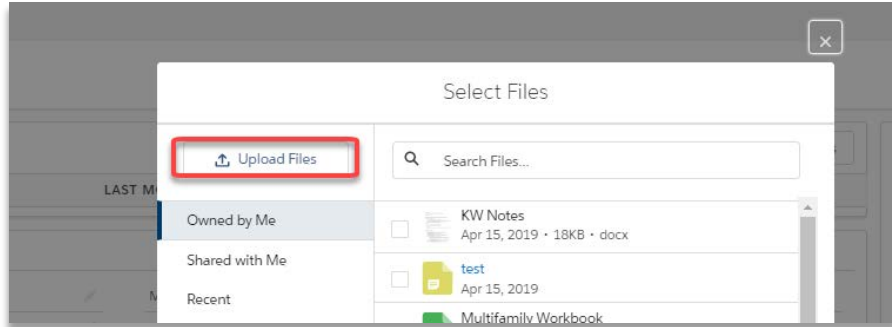 Select Files
Upload Files
Search Files...
LAST M
Owned by Me
KW Notes
Apr 15, 2019 • 18KB • docx
Shared with Me
test
Apr 15, 2019
Recent
Multifamily Workbook